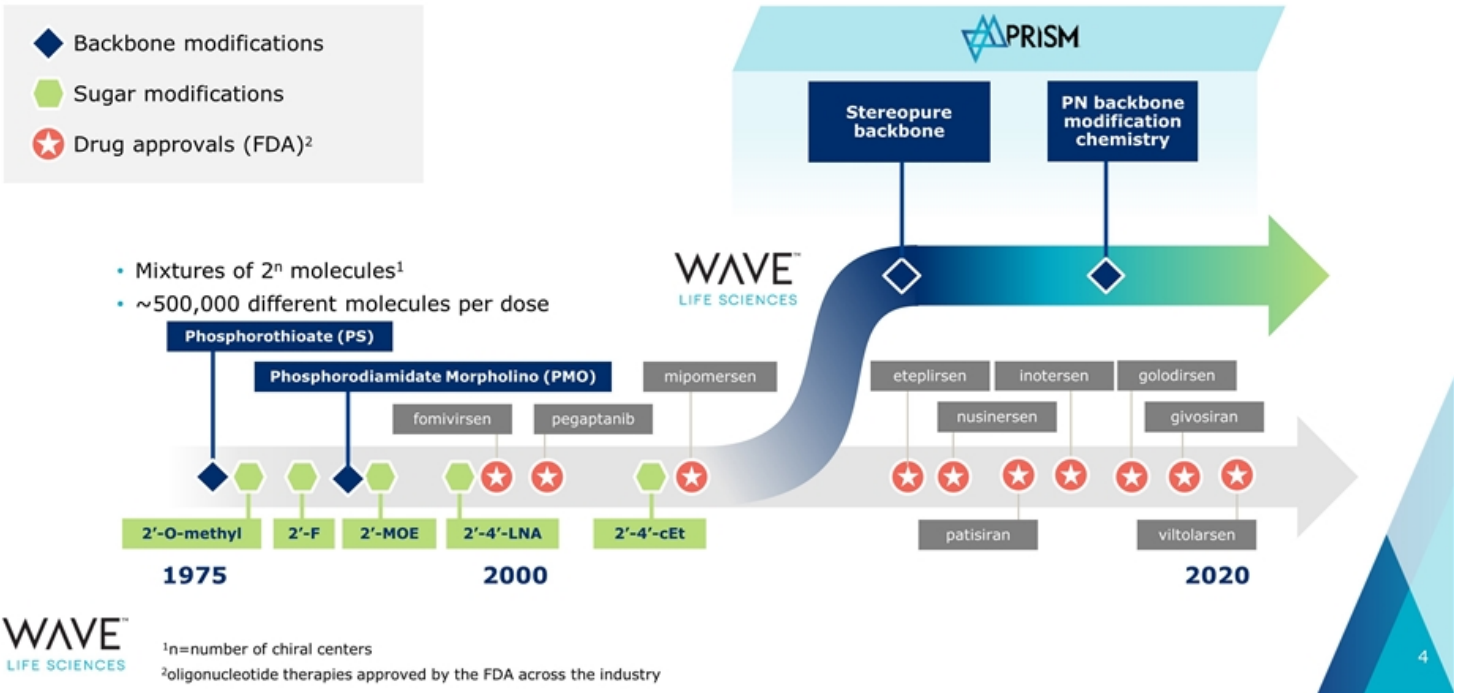 Backbone modifications
Sugar modifications
Drug approvals (FDA)²
PRISM
Stereopure
backbone
PN backbone
modification
chemistry
• Mixtures of 2ⁿ molecules¹
• ~500,000 different molecules per dose
WAVE™
LIFE SCIENCES
Phosphorothioate (PS)
Phosphorodiamidate Morpholino (PMO)
mipomersen
eteplirsen
inotersen
golodirsen
fomivirsen
pegaptanib
nusinersen
givosiran
2’-O-methyl
2’-F
2’-MOE
2’-4’-LNA
2’-4’-cEt
patisiran
viltolarsen
1975
2000
2020
WAVE™
LIFE SCIENCES
¹n=number of chiral centers
²oligonucleotide therapies approved by the FDA across the industry
4